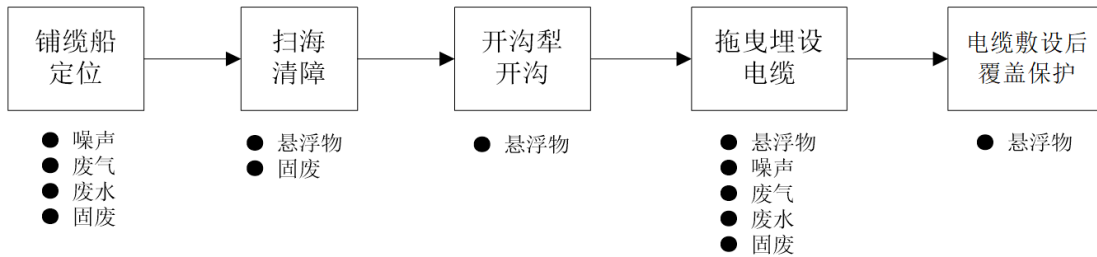 铺缆船
定位
扫海
清障
开沟犁
开沟
拖曳埋设
电缆
电缆敷设后
覆盖保护
● 噪声
● 废气
● 废水
● 固废
● 悬浮物
● 固废
● 悬浮物
● 悬浮物
● 噪声
● 废气
● 废水
● 固废
● 悬浮物